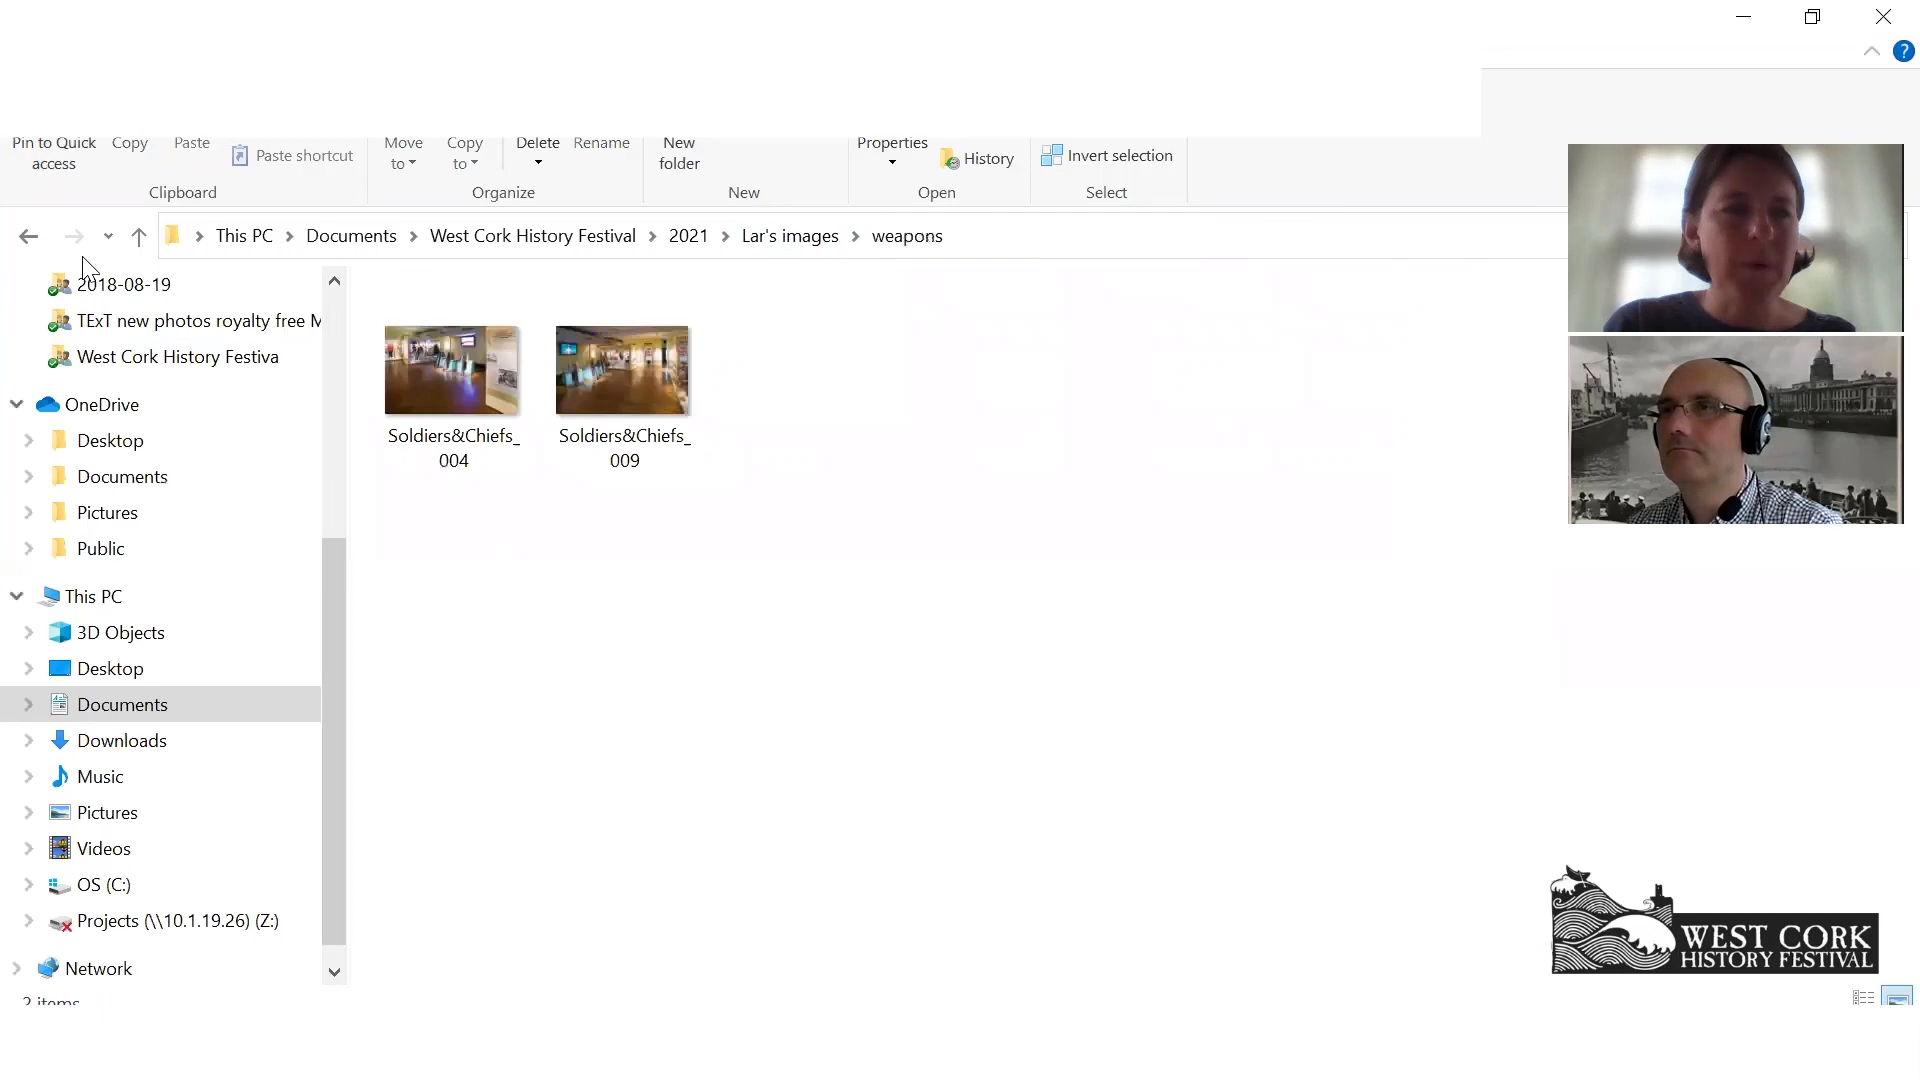 ?
Pin to Quick
access
Copy
Paste
Paste shortcut
Clipboard
Move
to
Copy
to
Delete
Rename
Organize
New
folder
New
Properties
History
Open
Invert selection
Select
This PC
Documents
West Cork History Festival
2021
Lar's images
weapons
2018-08-19
TExT new photos royalty free M
West Cork History Festiva
OneDrive
Desktop
Documents
Pictures
Public
This PC
3D Objects
Desktop
Documents
Downloads
Music
Pictures
Videos
OS (C:)
Projects (\\10.1.19.26) (Z:)
Network
2 items
Soldiers&Chiefs_
004
Soldiers&Chiefs_
009
WEST CORK
HISTORY FESTIVAL